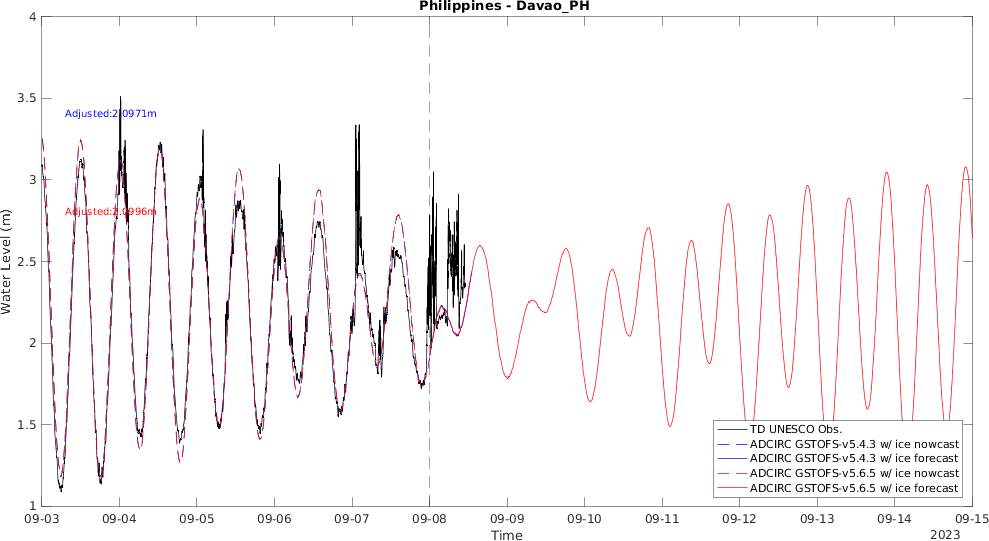 Philippines - Davao_PH
4
3.5
3
2.5
2
1.5
1
Water Level (m)
Adjusted:2.0971m
Adjusted:2.0996m
TD UNESCO Obs.
ADCIRC GSTOFS-v5.4.3 w/ ice nowcast
ADCIRC GSTOFS-v5.4.3 w/ ice forecast
ADCIRC GSTOFS-v5.6.5 w/ ice nowcast
ADCIRC GSTOFS-v5.6.5 w/ ice forecast
09-03 09-04 09-05 09-06 09-07 09-08 09-09 09-10 09-11 09-12 09-13 09-14 09-15
Time
2023